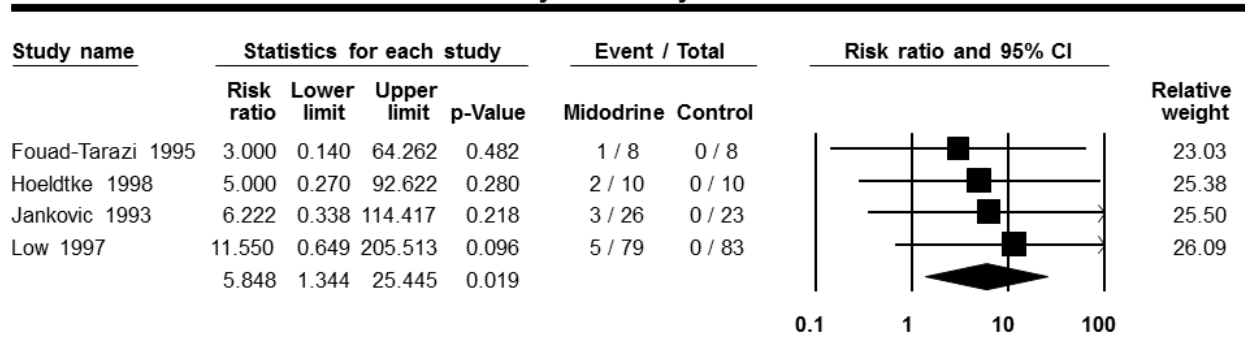 Study name Statistics for each study Event / Total Risk ratio and 95% CI
Risk ratio Lower limit Upper limit p-Value Midodrine Control Relative weight
Fouad-Tarazi 1995 3.000 0.140 64.262 0.482 1 / 8 0 / 8 23.03
Hoeldtke 1998 5.000 0.270 92.622 0.280 2 / 10 0 / 10 25.38
Jankovic 1993 6.222 0.338 114.417 0.218 3 / 26 0 / 23 25.50
Low 1997 11.550 0.649 205.513 0.096 5 / 79 0 / 83 26.09
5.848 1.344 25.445 0.019
0.1 1 10 100